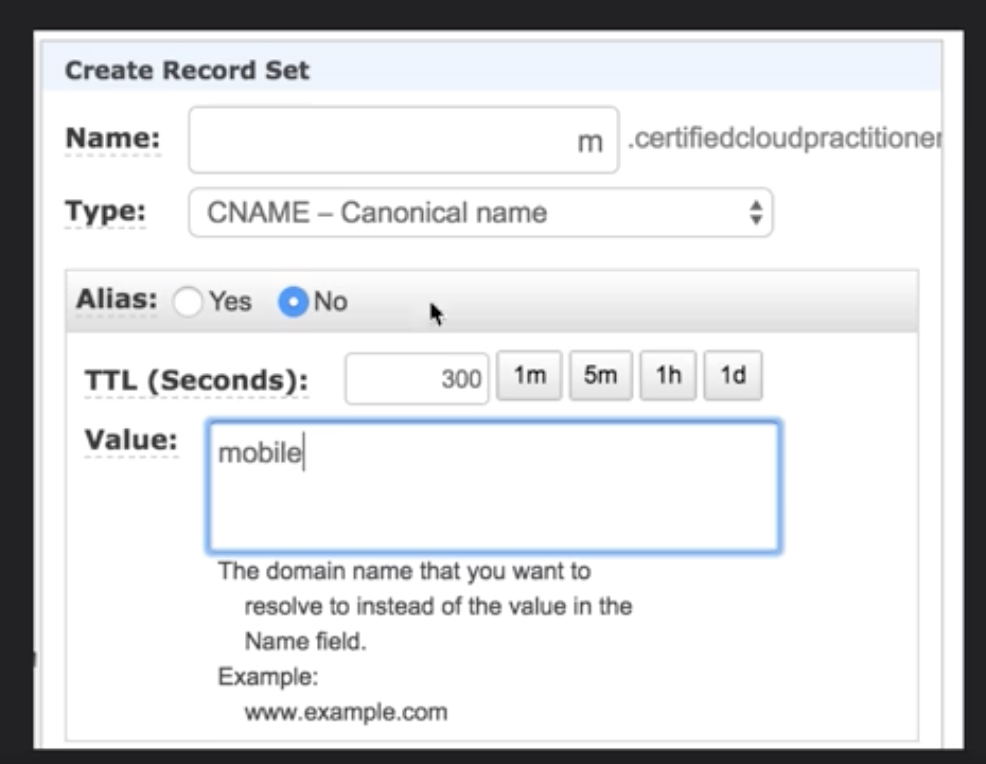 Create Record Set
Name: m .certifiedcloudpractitioner
Type: CNAME – Canonical name
Alias: Yes No
TTL (Seconds): 300 1m 5m 1h 1d
Value: mobile
The domain name that you want to
resolve to instead of the value in the
Name field.
Example:
www.example.com